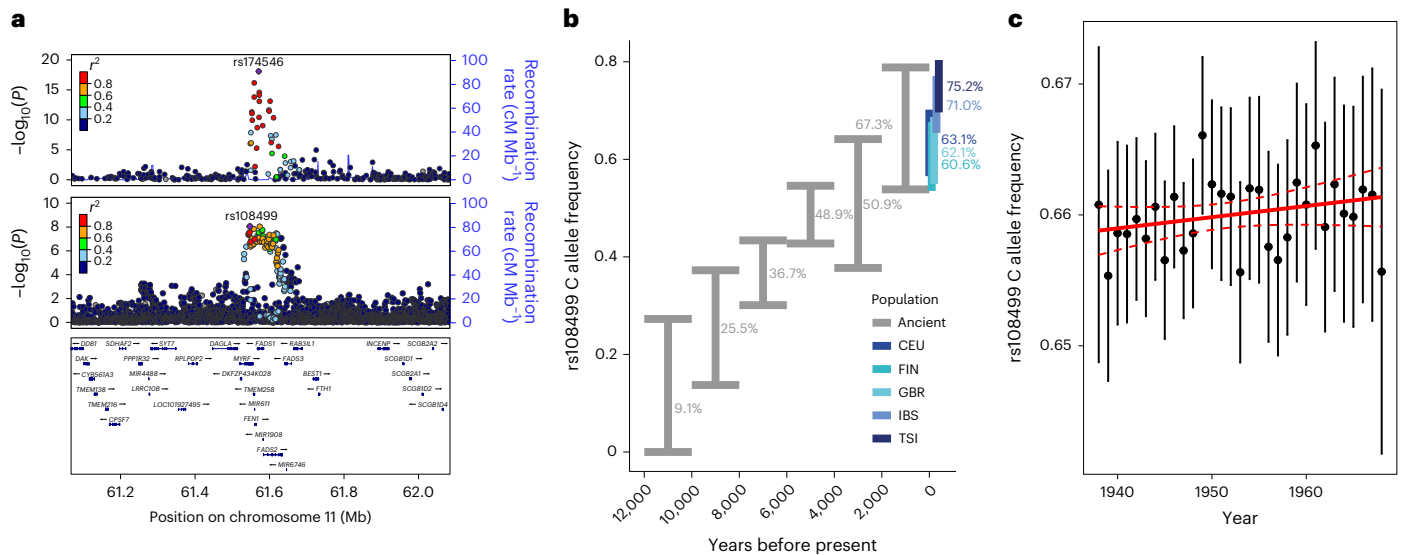 a
rs174546
r²
0.8
0.6
0.4
0.2
20
15
10
5
0
–log₁₀(P)
100
80
60
40
20
0
Recombination
rate (cM Mb⁻¹)
rs108499
r²
0.8
0.6
0.4
0.2
10
8
6
4
2
0
–log₁₀(P)
100
80
60
40
20
0
Recombination
rate (cM Mb⁻¹)
← DDB1 SDHAF2 → ← SYT7 DAGLA → ← FADS1 ← RAB3IL1 INCENP → SCGB2A2 →
DAK → PPP1R32 → RPLP0P2 → MYRF → ← FADS3 SCGB1D1 →
← CYB561A3 MIR4488 → ← DKFZP434K028 BEST1 → SCGB2A1 →
TMEM138 → LRRC10B → ← TMEM258 ← FTH1 SCGB1D2 →
TMEM216 → LOC101927495 → ← MIR611 SCGB1D4
← CPSF7 FEN1 →
← MIR1908
FADS2 →
← MIR6746
61.2
61.4
61.6
61.8
62.0
Position on chromosome 11 (Mb)
b
rs108499 C allele frequency
0.8
0.6
0.4
0.2
0
9.1%
25.5%
36.7%
48.9%
50.9%
67.3%
75.2%
71.0%
63.1%
62.1%
60.6%
Population
Ancient
CEU
FIN
GBR
IBS
TSI
12,000
10,000
8,000
6,000
4,000
2,000
0
Years before present
c
rs108499 C allele frequency
0.67
0.66
0.65
1940
1950
1960
Year